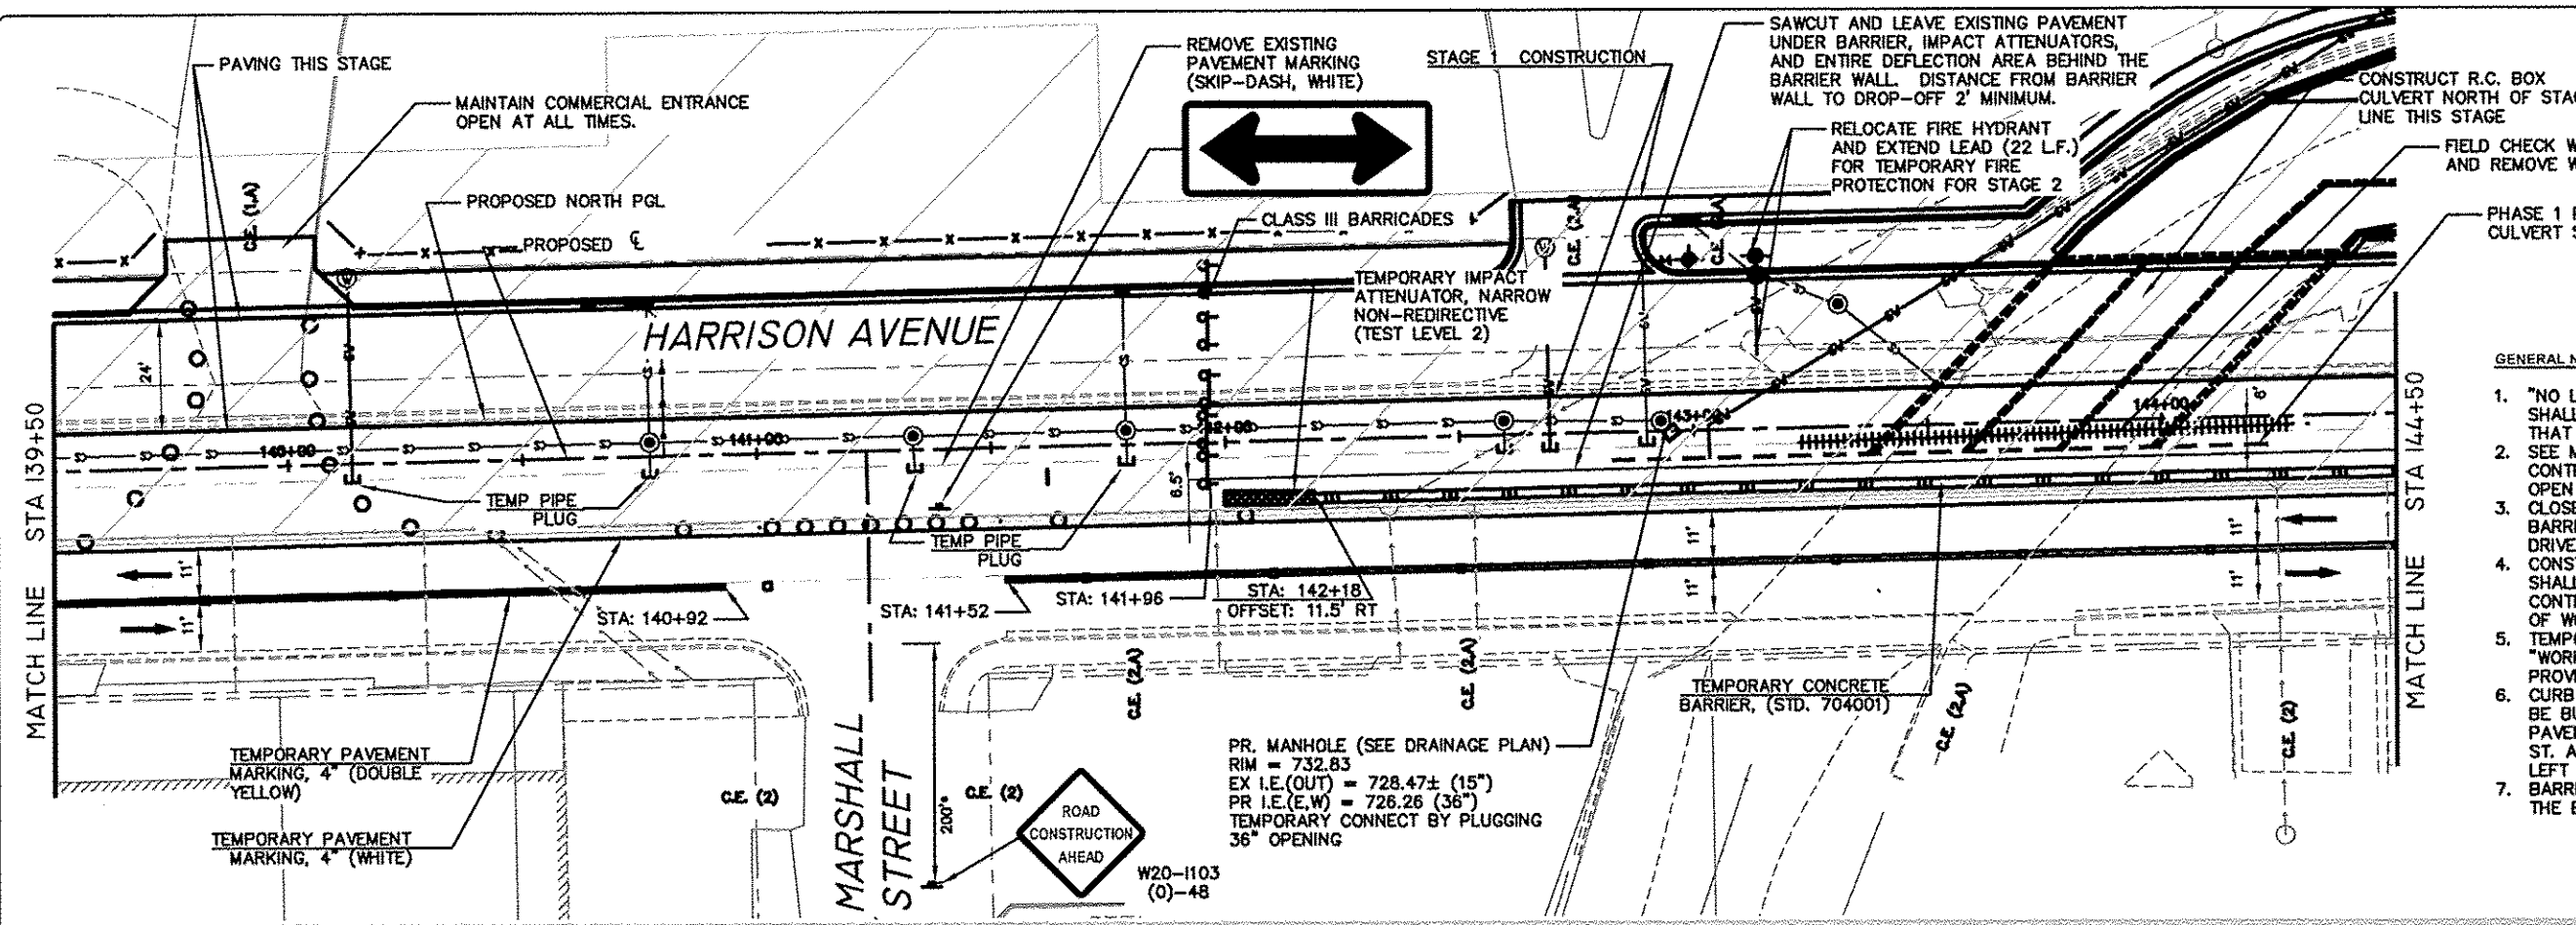 PAVING THIS STAGE
MAINTAIN COMMERCIAL ENTRANCE
OPEN AT ALL TIMES.
REMOVE EXISTING
PAVEMENT MARKING
(SKIP-DASH, WHITE)
STAGE 1 CONSTRUCTION
SAWCUT AND LEAVE EXISTING PAVEMENT
UNDER BARRIER, IMPACT ATTENUATORS,
AND ENTIRE DEFLECTION AREA BEHIND THE
BARRIER WALL. DISTANCE FROM BARRIER
WALL TO DROP-OFF 2' MINIMUM.
RELOCATE FIRE HYDRANT
AND EXTEND LEAD (22 L.F.)
FOR TEMPORARY FIRE
PROTECTION FOR STAGE 2
CONSTRUCT R.C. BOX
CULVERT NORTH OF STAG
LINE THIS STAGE
FIELD CHECK W
AND REMOVE W
PHASE 1
CULVERT S
C.E. (1A)
PROPOSED NORTH PGL
PROPOSED ℄
CLASS III BARRICADES
C.E. (2A)
C.E. (2A)
TEMPORARY IMPACT
ATTENUATOR, NARROW
NON-REDIRECTIVE
(TEST LEVEL 2)
HARRISON AVENUE
24'
140+00
141+00
142+00
143+00
144+00
6'
6.5'
TEMP PIPE
PLUG
TEMP PIPE
PLUG
MATCH LINE STA 139+50
MATCH LINE STA 144+50
11'
11'
11'
11'
11'
11'
STA: 140+92
STA: 141+52
STA: 141+96
STA: 142+18
OFFSET: 11.5' RT
TEMPORARY PAVEMENT
MARKING, 4" (DOUBLE
YELLOW)
TEMPORARY PAVEMENT
MARKING, 4" (WHITE)
C.E. (2)
MARSHALL
STREET
200'±
C.E. (2)
ROAD
CONSTRUCTION
AHEAD
W20-I103
(O)-48
C.E. (2A)
C.E. (2A)
PR. MANHOLE (SEE DRAINAGE PLAN)
RIM = 732.83
EX I.E.(OUT) = 728.47± (15")
PR I.E.(E,W) = 726.26 (36")
TEMPORARY CONNECT BY PLUGGING
36" OPENING
TEMPORARY CONCRETE
BARRIER, (STD. 704001)
C.E. (2A)
C.E. (2)
GENERAL N
1. "NO L
SHALL
THAT
2. SEE M
CONT
OPEN
3. CLOSE
BARRI
DRIVE
4. CONST
SHALL
CONT
OF W
5. TEMPO
"WORK
PROVI
6. CURB
BE BU
PAVEM
ST. A
LEFT
7. BARRI
THE E